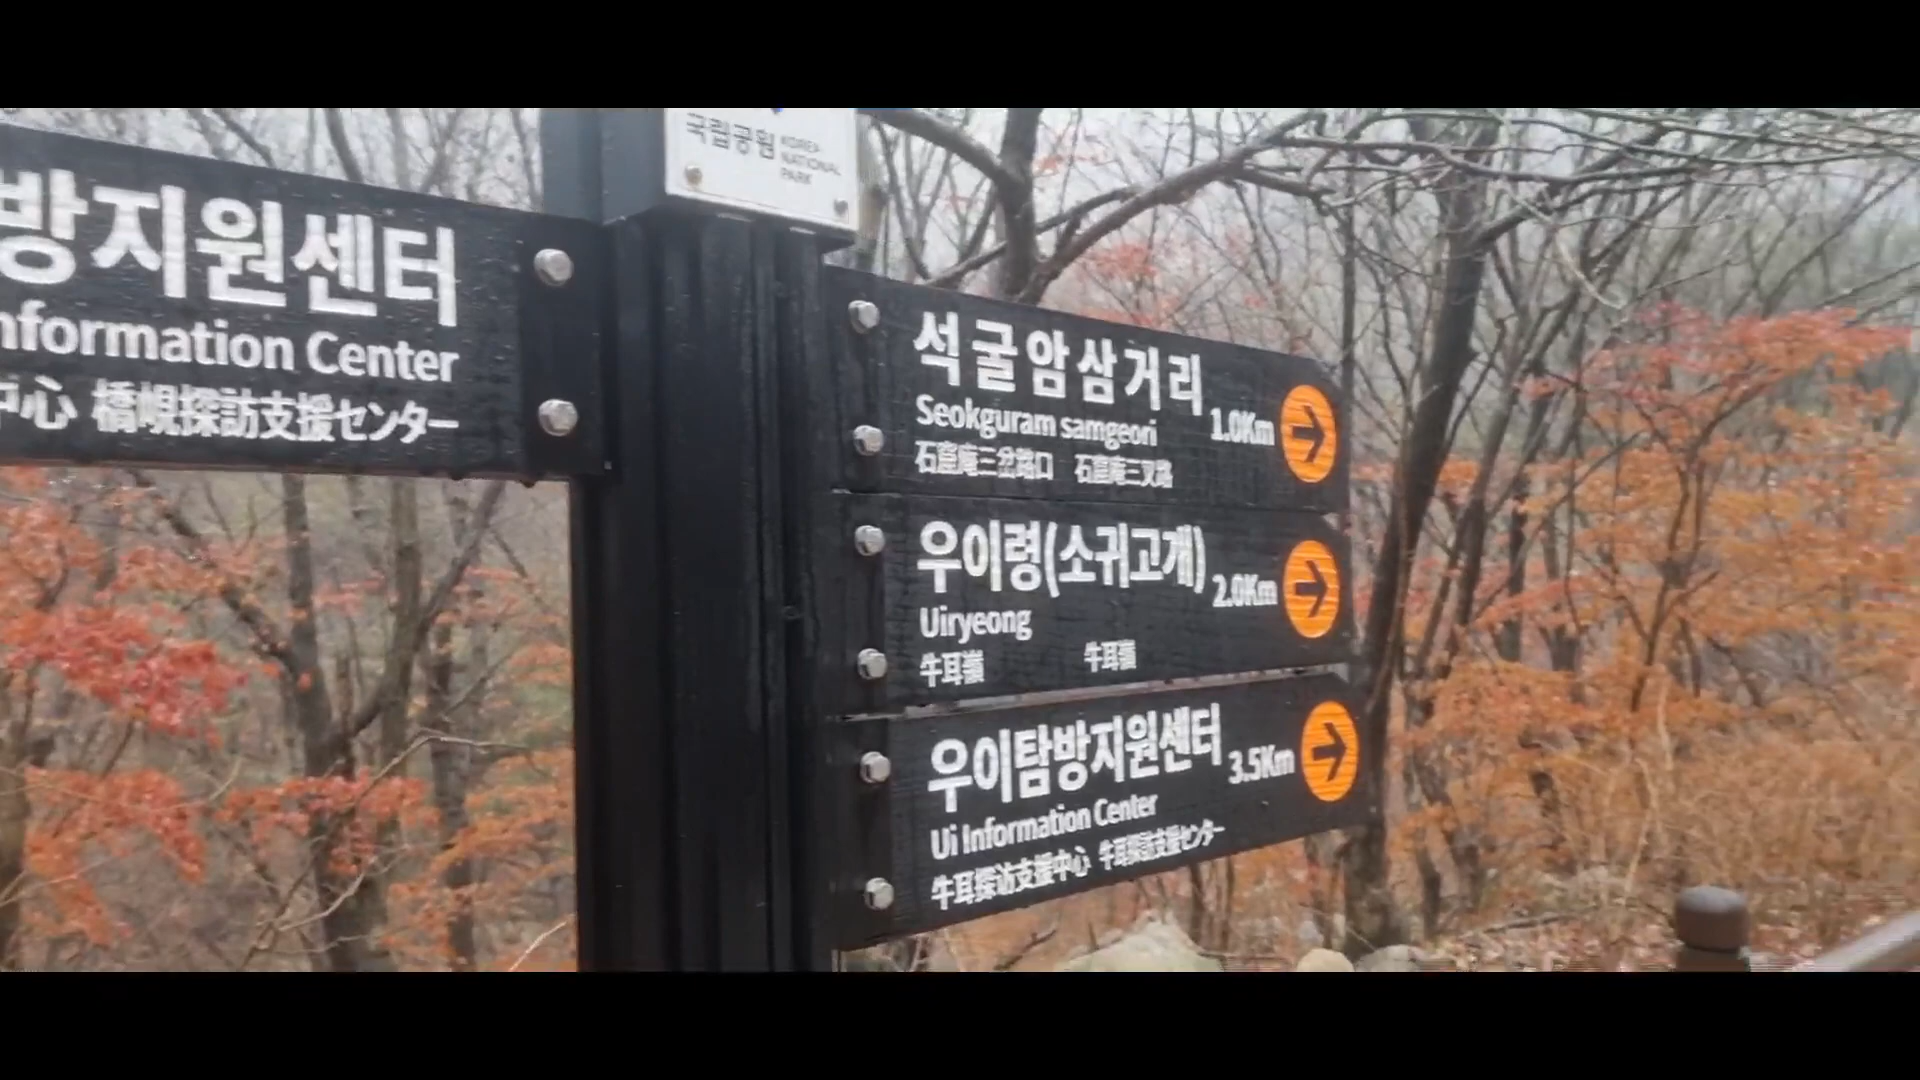 국립공원 KOREA
NATIONAL
PARK
방지원센터
nformation Center
中心 橋峴探訪支援センター
석굴암삼거리 1.0Km
Seokguram samgeori
石窟庵三岔路口 石窟庵三叉路
우이령(소귀고개) 2.0Km
Uiryeong
牛耳嶺 牛耳嶺
우이탐방지원센터 3.5Km
Ui Information Center
牛耳探访支援中心 牛耳探訪支援センター